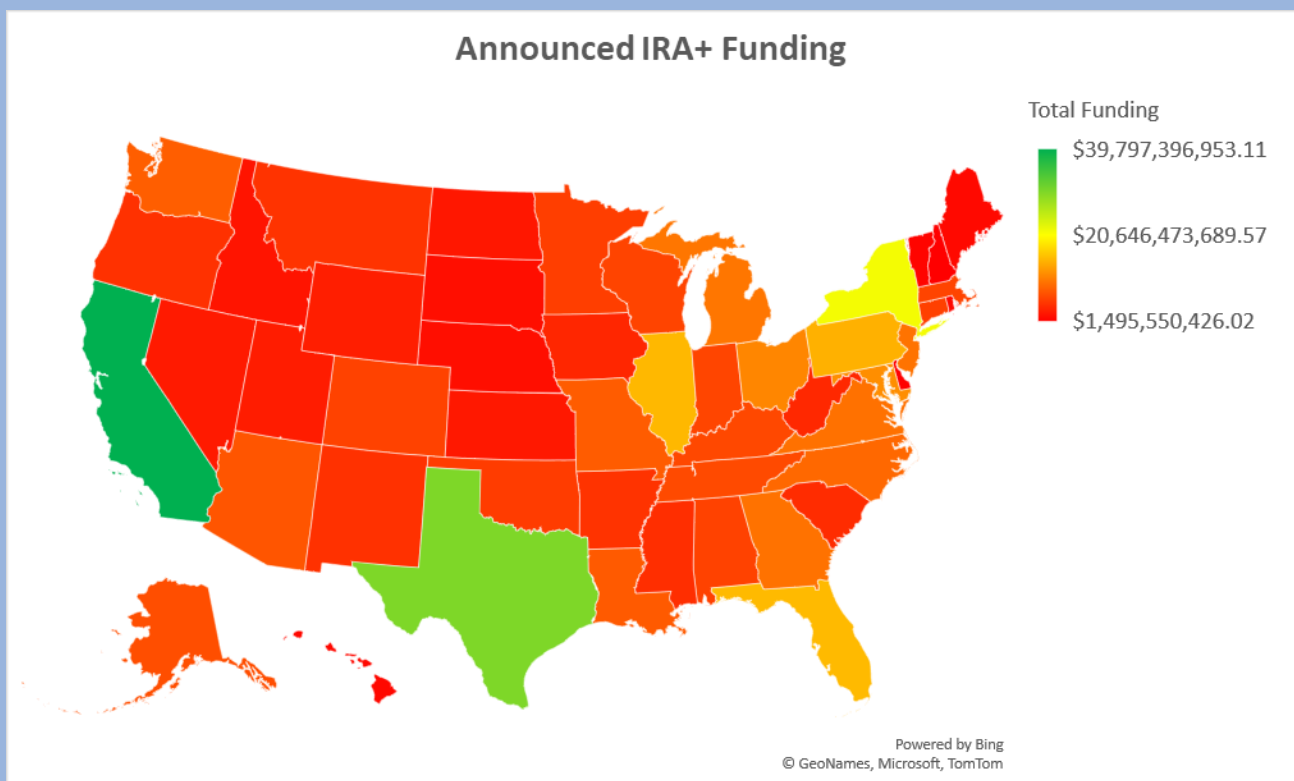 Announced IRA+ Funding
Total Funding
$39,797,396,953.11
$20,646,473,689.57
$1,495,550,426.02
Powered by Bing
© GeoNames, Microsoft, TomTom